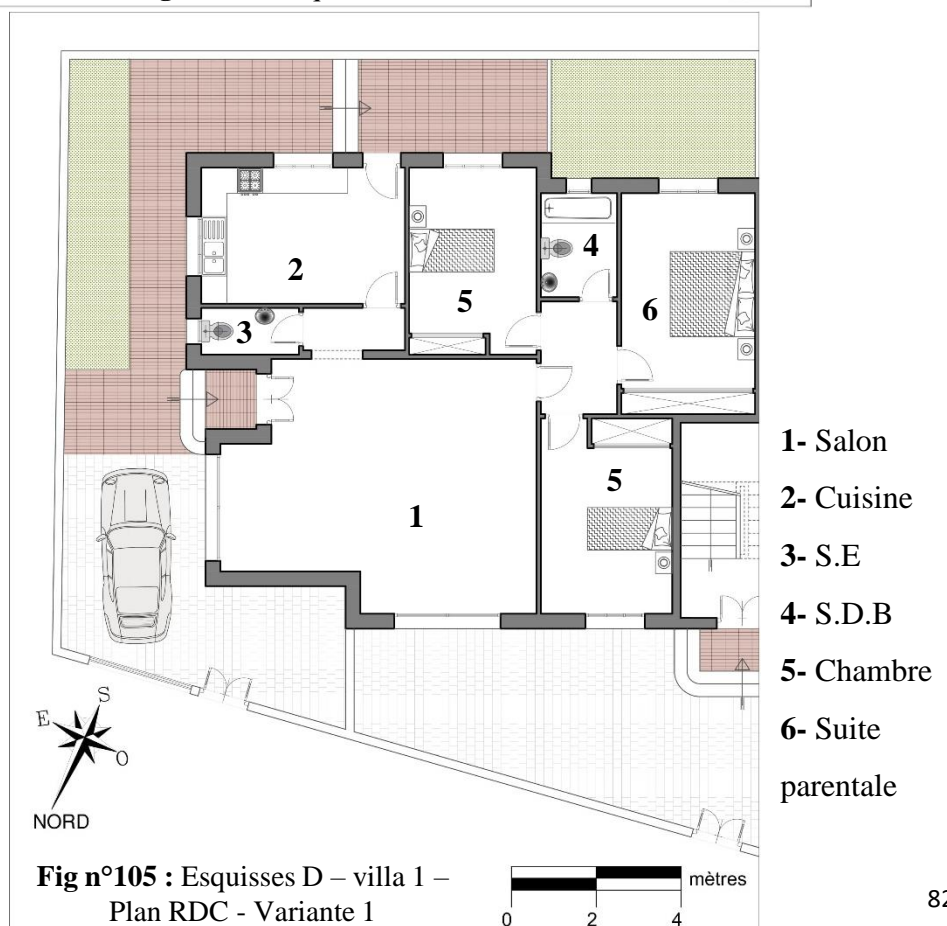 2
4
3
5
6
1
5
1- Salon
2- Cuisine
3- S.E
4- S.D.B
5- Chambre
6- Suite
parentale
S
E
O
NORD
Fig n°105 : Esquisses D – villa 1 –
Plan RDC - Variante 1
mètres
0 2 4
82